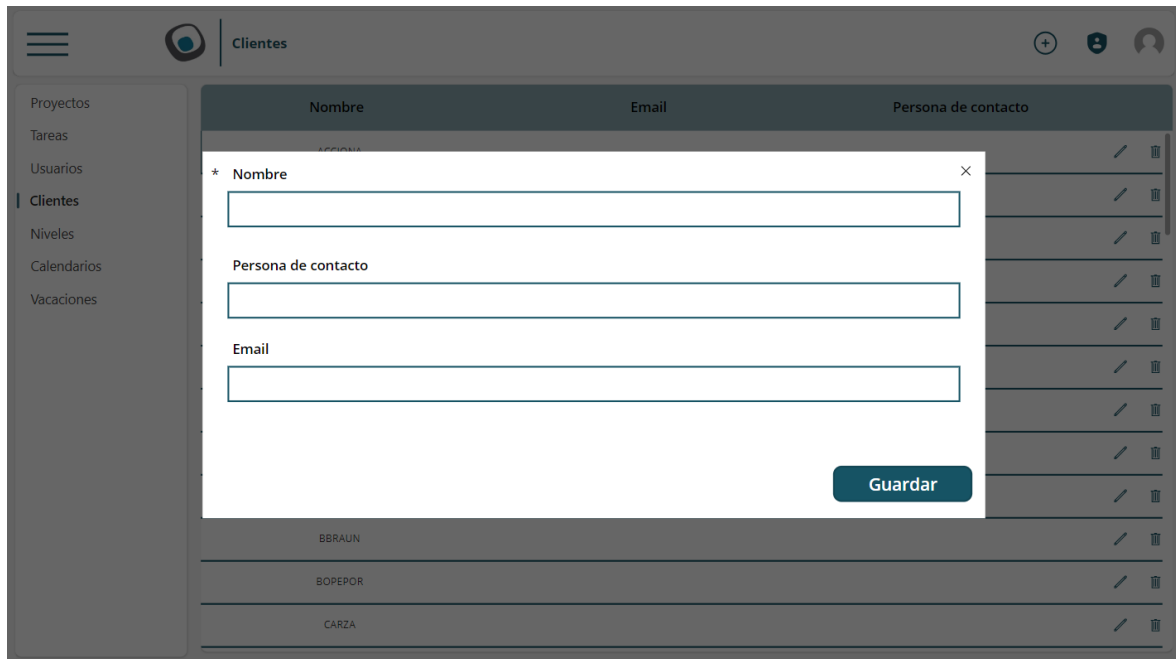 Clientes
Proyectos
Tareas
Usuarios
Clientes
Niveles
Calendarios
Vacaciones
Nombre Email Persona de contacto
ACCIONA
* Nombre ×
Persona de contacto
Email
Guardar
BBRAUN
BOPEPOR
CARZA